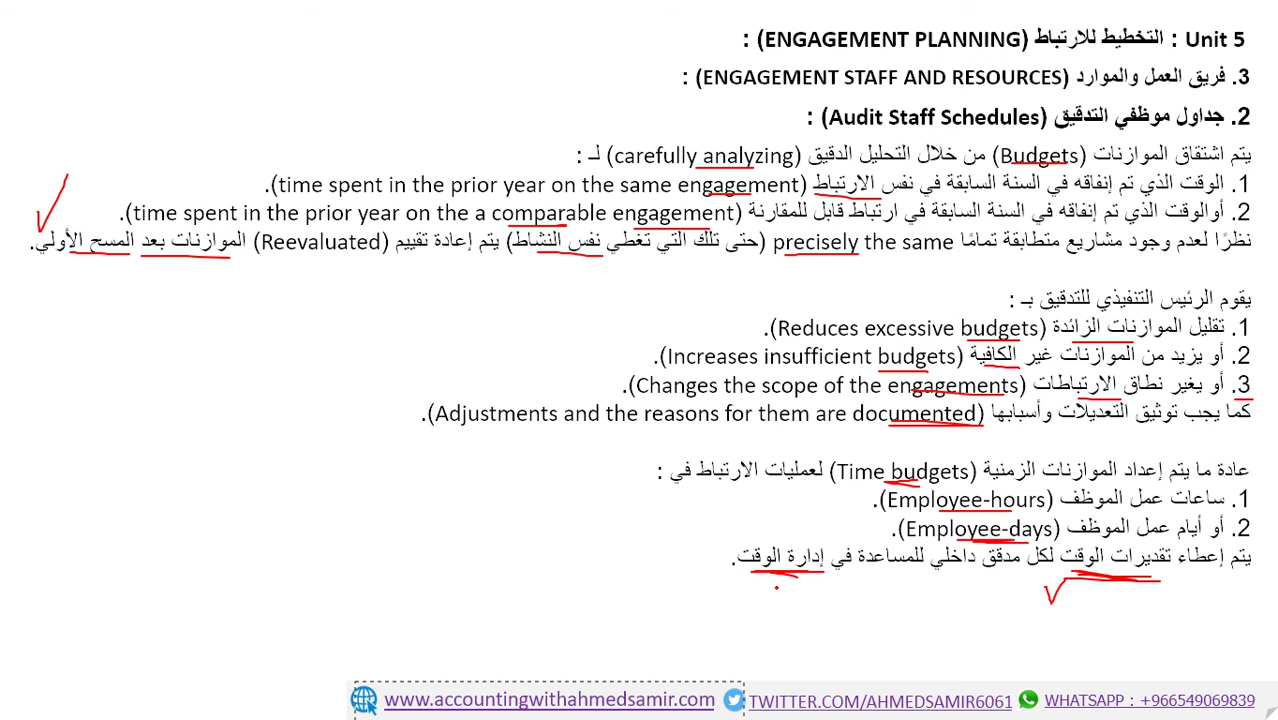 Unit 5 : التخطيط للارتباط (ENGAGEMENT PLANNING) :
3. فريق العمل والموارد (ENGAGEMENT STAFF AND RESOURCES) :
2. جداول موظفي التدقيق (Audit Staff Schedules) :
يتم اشتقاق الموازنات (Budgets) من خلال التحليل الدقيق (carefully analyzing) لـ :
1. الوقت الذي تم إنفاقه في السنة السابقة في نفس الارتباط (time spent in the prior year on the same engagement).
2. أوالوقت الذي تم إنفاقه في السنة السابقة في ارتباط قابل للمقارنة (time spent in the prior year on the a comparable engagement).
نظرًا لعدم وجود مشاريع متطابقة تمامًا precisely the same (حتى تلك التي تغطي نفس النشاط) يتم إعادة تقييم (Reevaluated) الموازنات بعد المسح الأولي.
يقوم الرئيس التنفيذي للتدقيق بـ :
1. تقليل الموازنات الزائدة (Reduces excessive budgets).
2. أو يزيد من الموازنات غير الكافية (Increases insufficient budgets).
3. أو يغير نطاق الارتباطات (Changes the scope of the engagements).
كما يجب توثيق التعديلات وأسبابها (Adjustments and the reasons for them are documented).
عادة ما يتم إعداد الموازنات الزمنية (Time budgets) لعمليات الارتباط في :
1. ساعات عمل الموظف (Employee-hours).
2. أو أيام عمل الموظف (Employee-days).
يتم إعطاء تقديرات الوقت لكل مدقق داخلي للمساعدة في إدارة الوقت.
www.accountingwithahmedsamir.com TWITTER.COM/AHMEDSAMIR6061 WHATSAPP : +966549069839